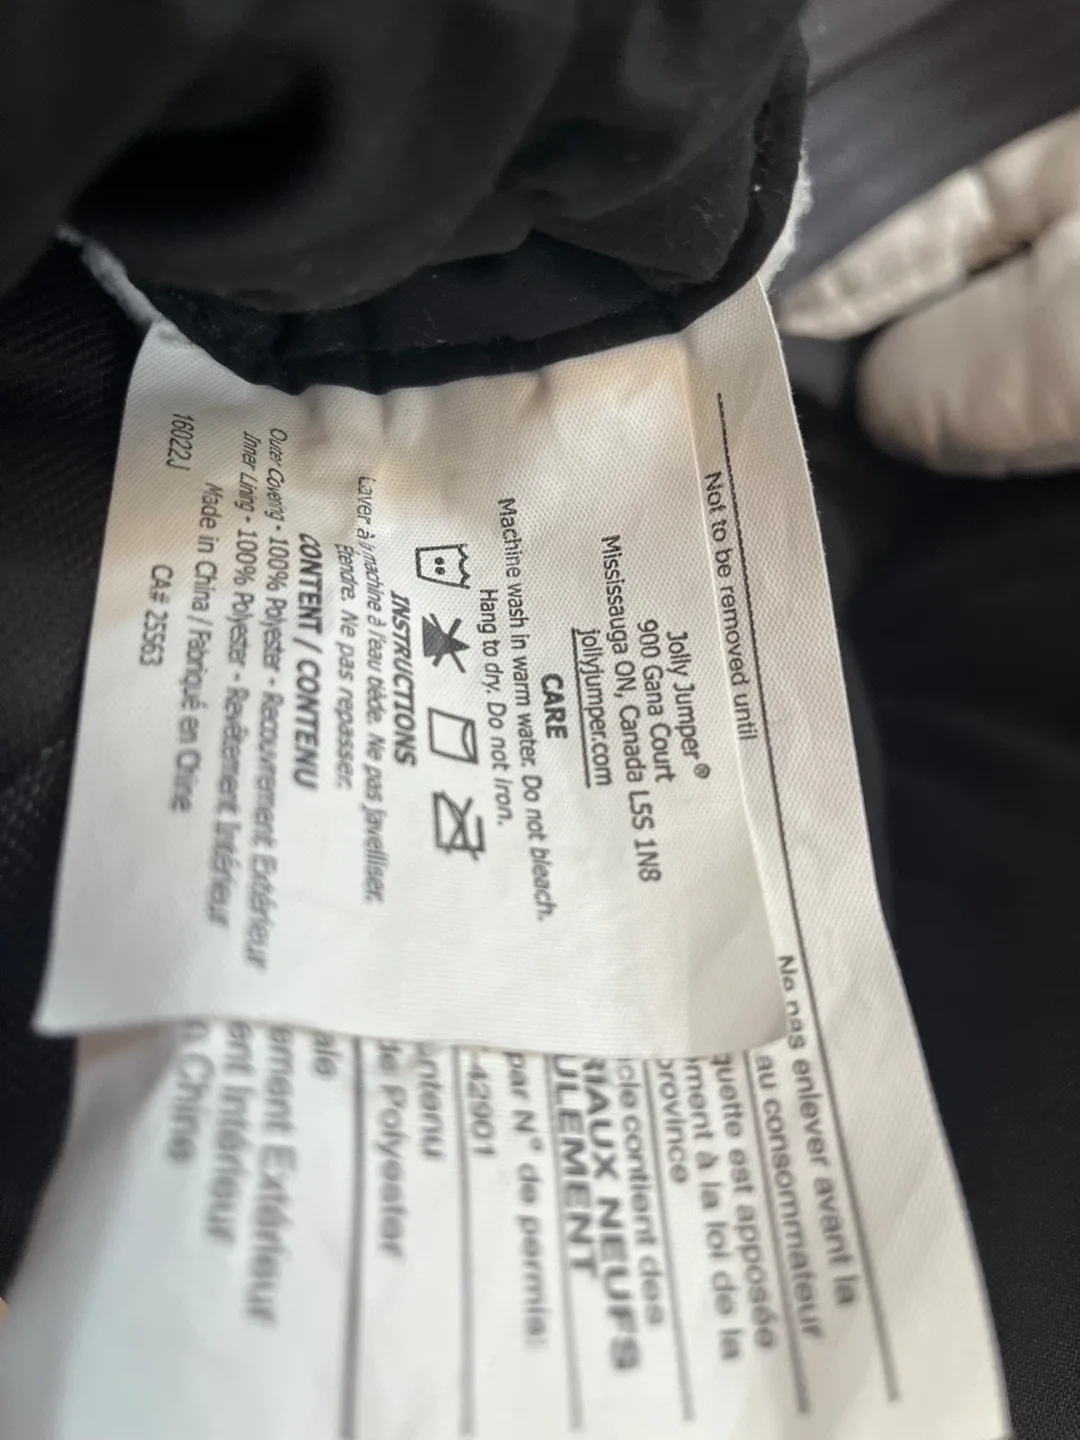 Not to be removed until
Jolly Jumper®
900 Gana Court
Mississauga ON, Canada L5S 1N8
jollyjumper.com
CARE
Machine wash in warm water. Do not bleach.
Hang to dry. Do not Iron.
INSTRUCTIONS
Laver à machine à l'eau tiède. Ne pas javelliser.
Étendre. Ne pas repasser.
CONTENT / CONTENU
Outer Covering - 100% Polyester - Recouvrement Extérieur
Inner Lining - 100% Polyester - Revêtement Intérieur
Made in China / Fabriqué en Chine
16022J CA# 25563
Ne pas enlever avant la
au consommateur
quette est apposée
ment à la loi de la
province
icle contient des
RIAUX NEUFS
ULEMENT
par N° de permis:
42901
ntenu
de Polyester
ale
ement Extérieur
ent Intérieur
n Chine